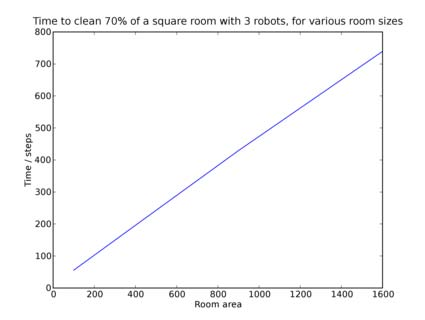 Time to clean 70% of a square room with 3 robots, for various room sizes
800
700
600
500
400
300
200
100
0
Time / steps
0 200 400 600 800 1000 1200 1400 1600
Room area